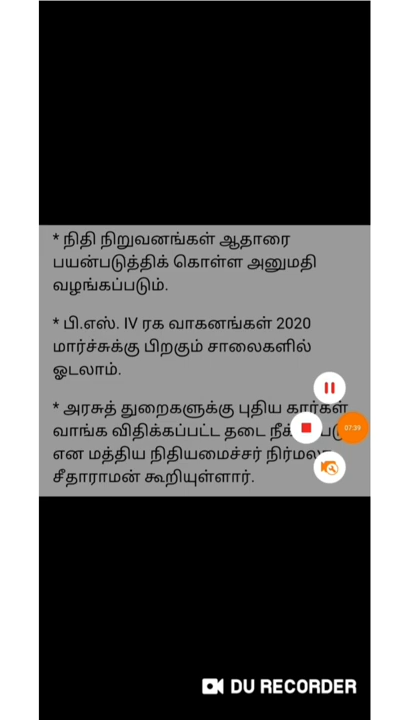 * நிதி நிறுவனங்கள் ஆதாரை
பயன்படுத்திக் கொள்ள அனுமதி
வழங்கப்படும்.
* பி.எஸ். IV ரக வாகனங்கள் 2020
மார்ச்சுக்கு பிறகும் சாலைகளில்
ஓடலாம்.
* அரசுத் துறைகளுக்கு புதிய கார்கள்
வாங்க விதிக்கப்பட்ட தடை
07:39
என மத்திய நிதியமைச்சர் நிர்மலா
சீதாராமன் கூறியுள்ளார்.
DU RECORDER